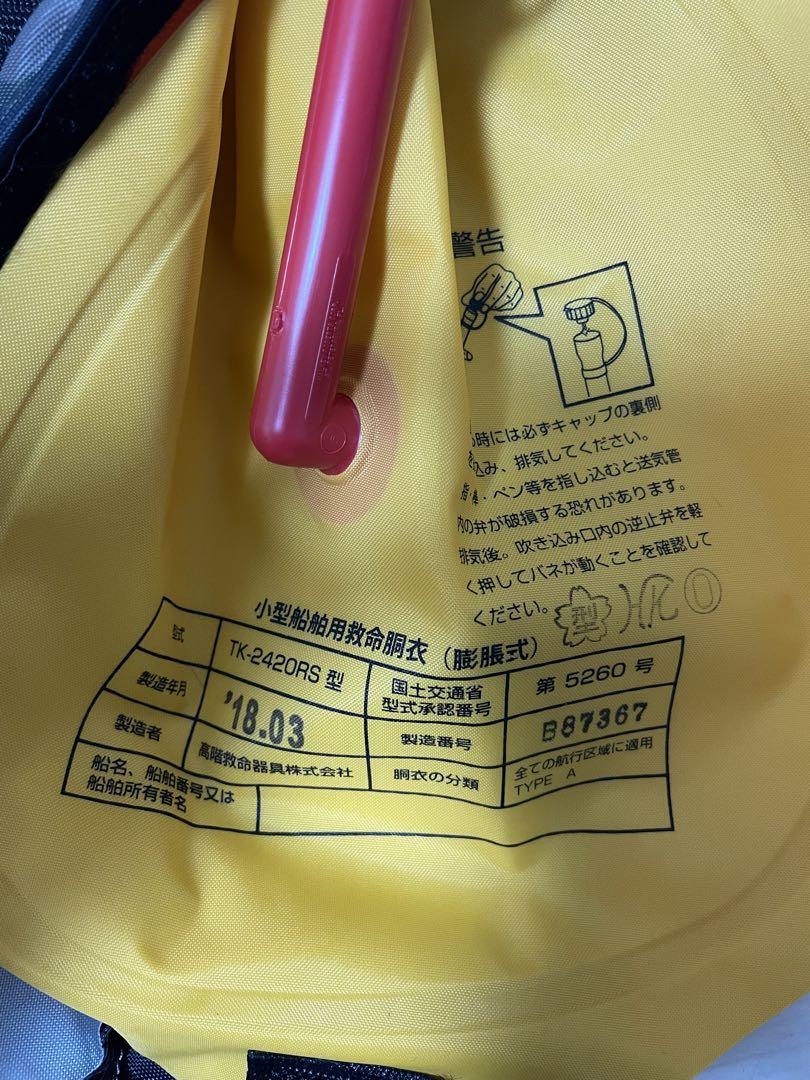 警告
時には必ずキャップの裏側
込み、排気してください。
指・棒・ペン等を指し込むと送気管
内の弁が破損する恐れがあります。
排気後。吹き込み口内の逆止弁を軽
く押してバネが動くことを確認して
ください。
型 HK O
小型船舶用救命胴衣（膨脹式）
式 TK-2420RS 型 国土交通省型式承認番号 第 5260 号
製造年月 '18.03 製造番号 B87367
製造者 高階救命器具株式会社 胴衣の分類 全ての航行区域に適用 TYPE A
船名、船舶番号又は
船舶所有者名